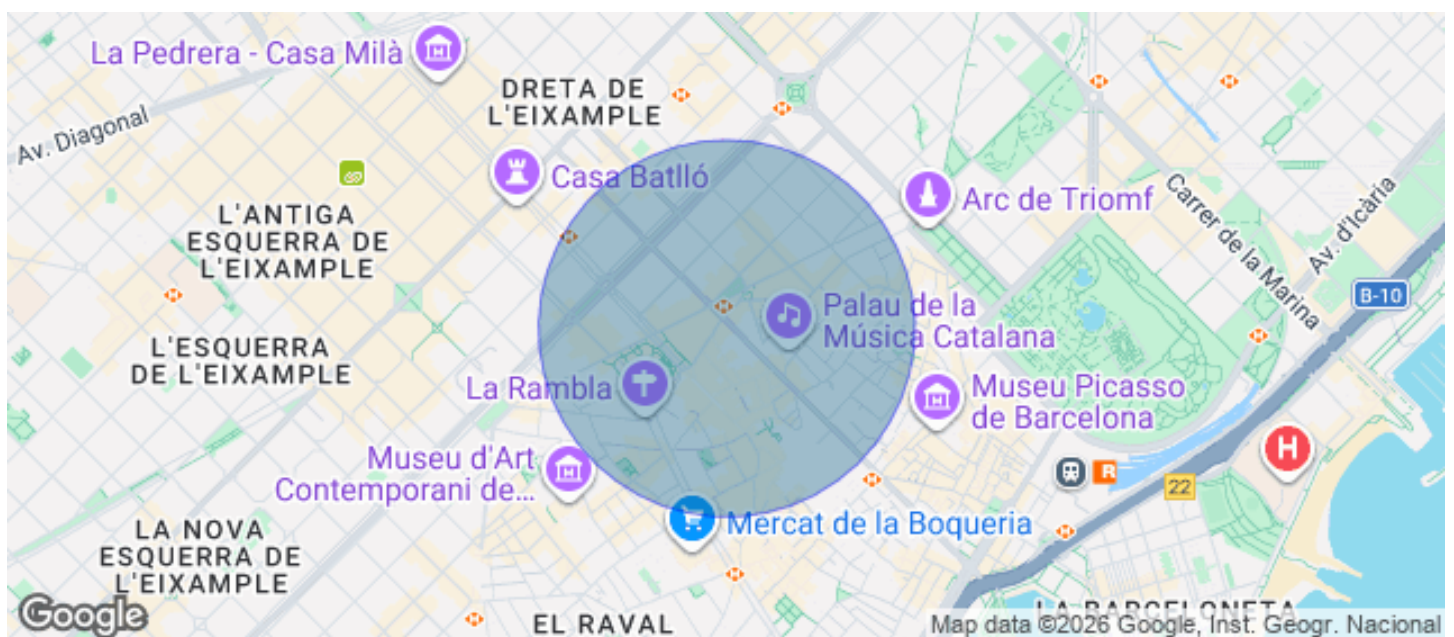 La Pedrera - Casa Milà
DRETA DE
L'EIXAMPLE
Av. Diagonal
Casa Batlló
Arc de Triomf
Carrer de la Marina
Av. d'Icària
L'ANTIGA
ESQUERRA DE
L'EIXAMPLE
B-10
Palau de la
Música Catalana
L'ESQUERRA
DE L'EIXAMPLE
La Rambla
Museu Picasso
de Barcelona
Museu d'Art
Contemporani de...
H
R
22
Mercat de la Boqueria
LA NOVA
ESQUERRA DE
L'EIXAMPLE
Google
EL RAVAL
LA BARCELONETA
Map data ©2026 Google, Inst. Geogr. Nacional